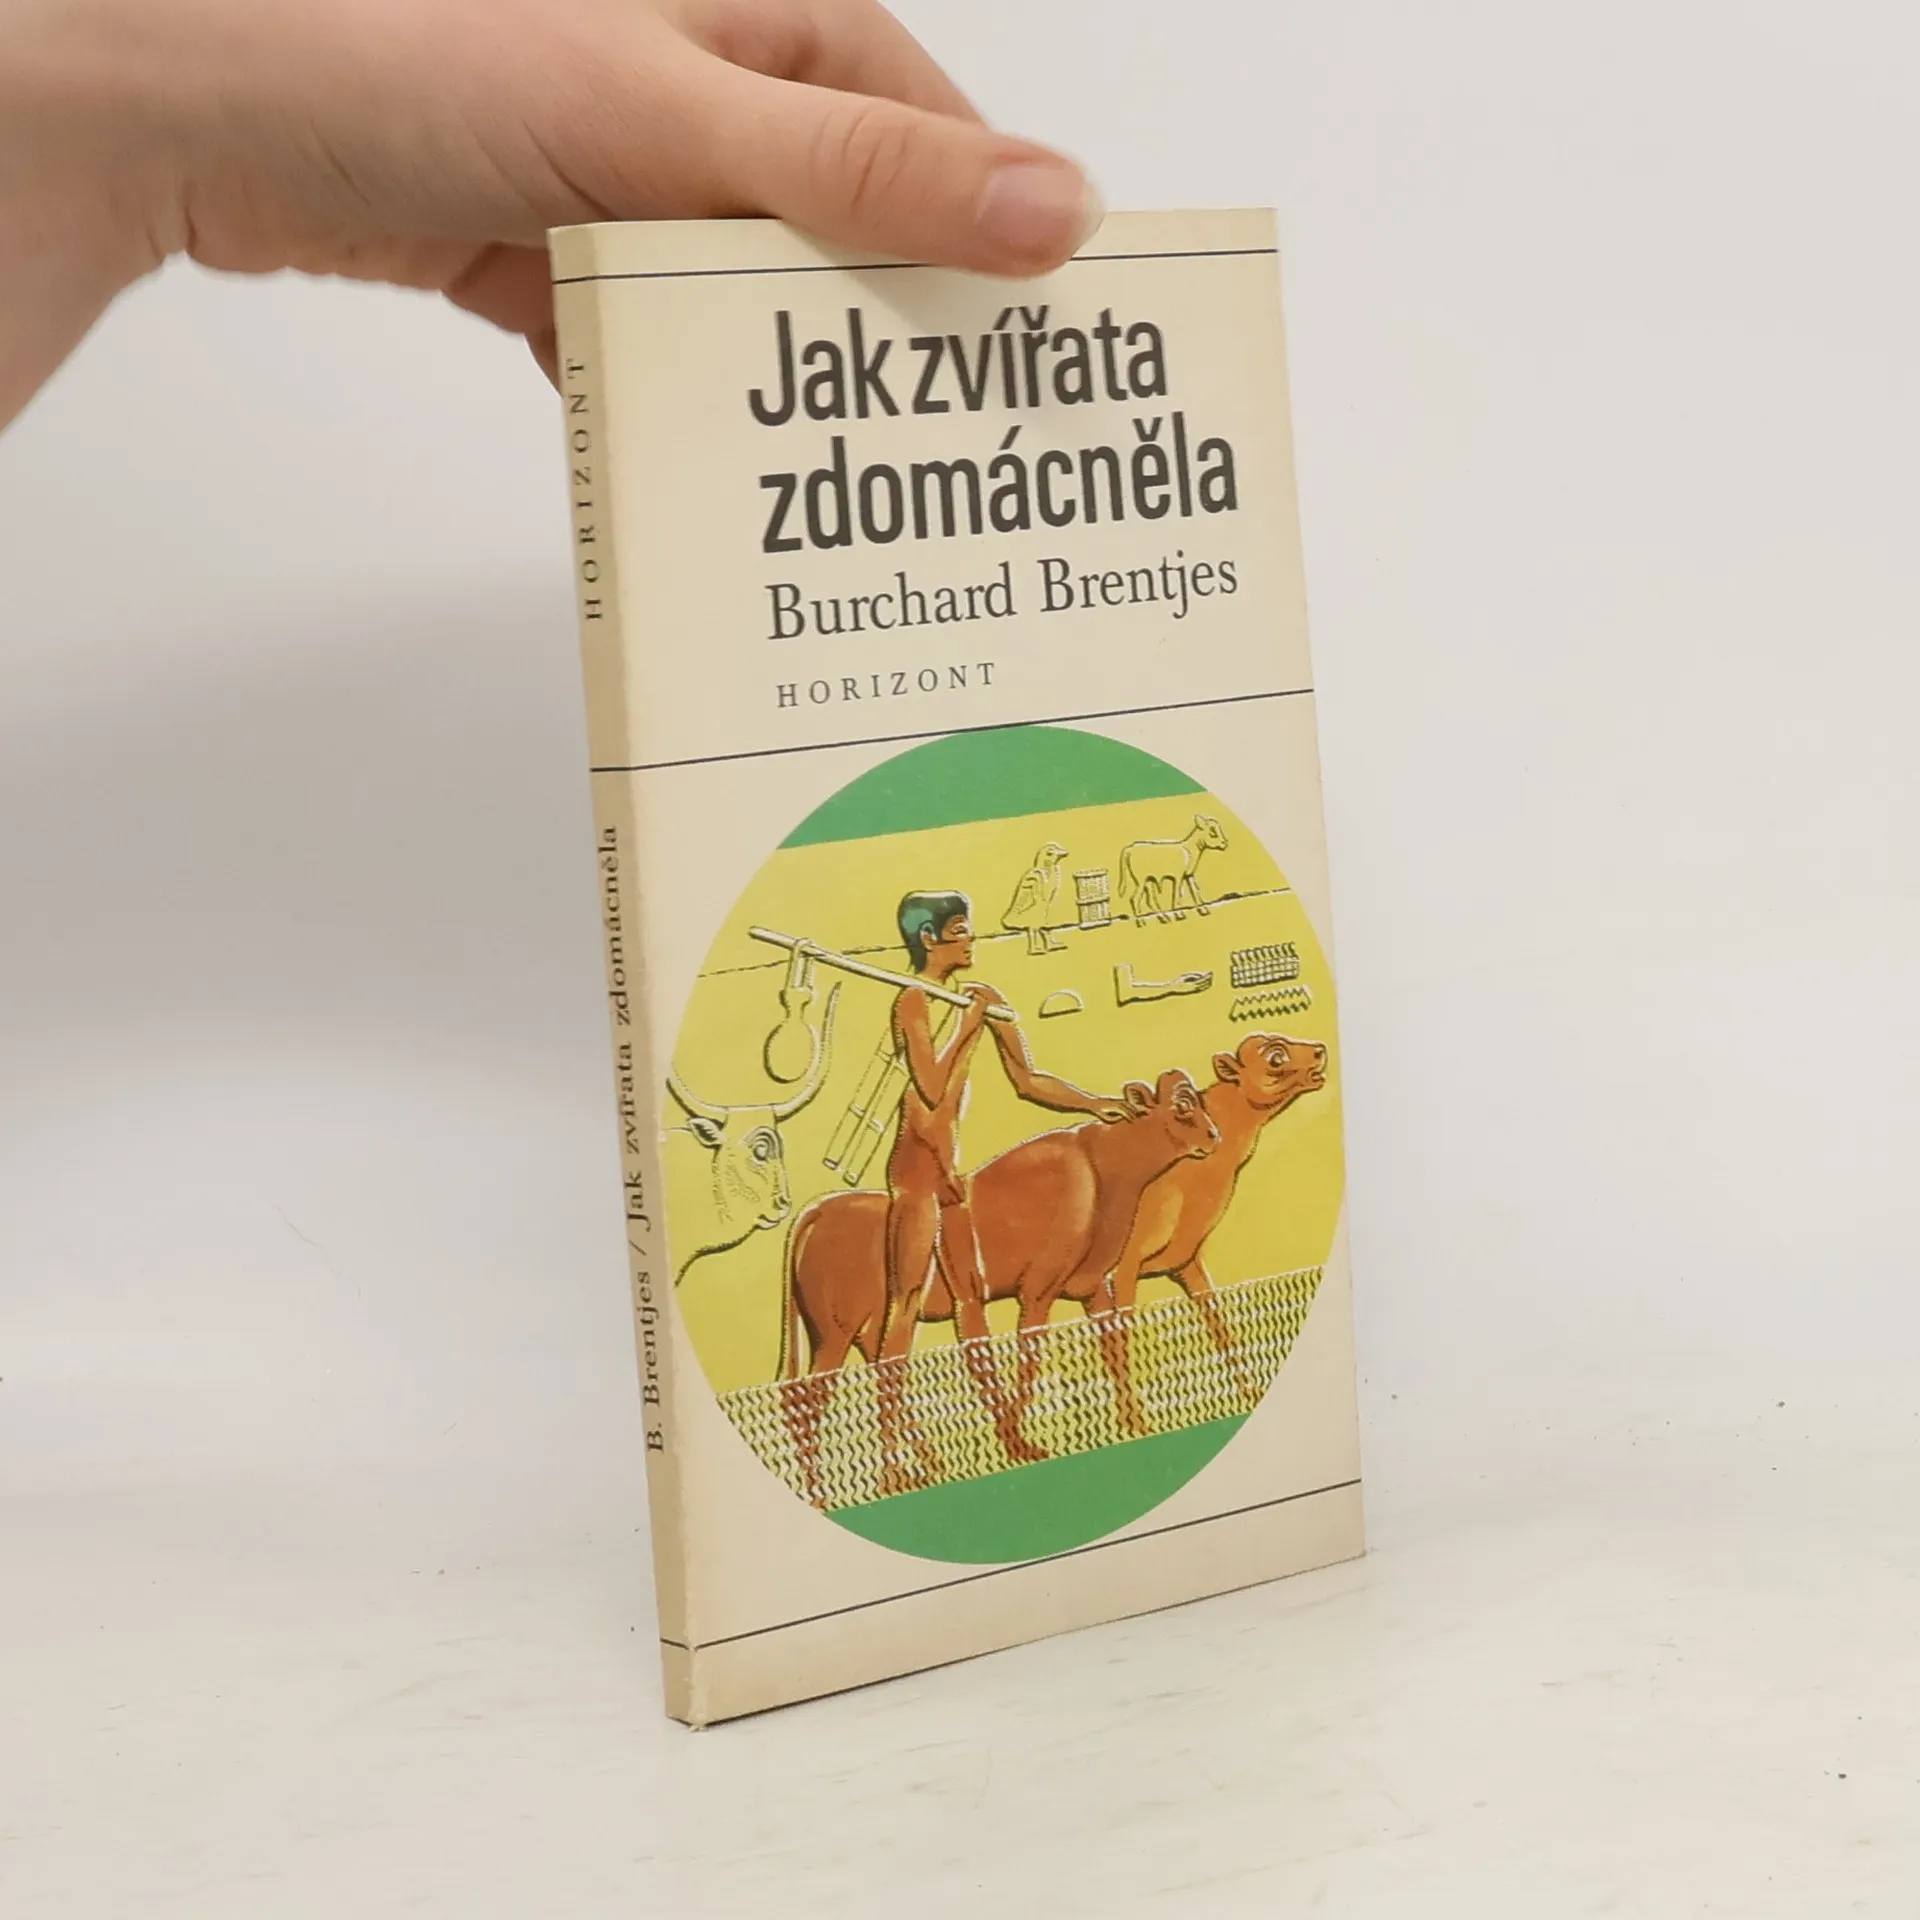 Jak zvířata
zdomácněla
Burchard Brentjes
HORIZONT
HORIZONT
B. Brentjes / Jak zvířata zdomácněla